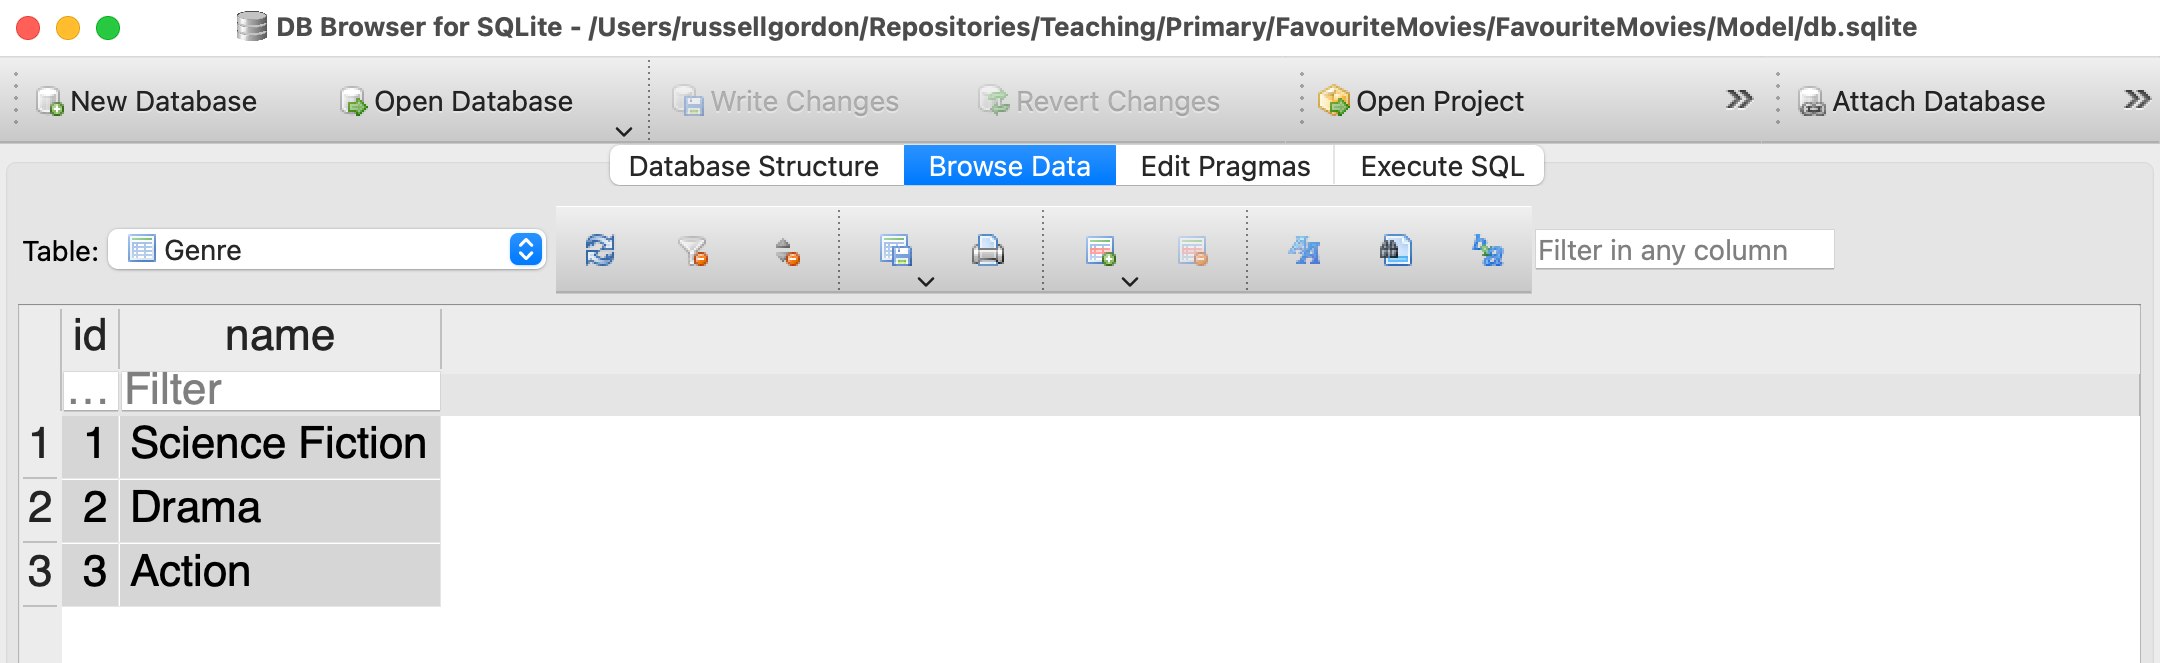 DB Browser for SQLite - /Users/russellgordon/Repositories/Teaching/Primary/FavouriteMovies/FavouriteMovies/Model/db.sqlite
New Database Open Database Write Changes Revert Changes Open Project Attach Database
Database Structure Browse Data Edit Pragmas Execute SQL
Table: Genre Filter in any column
id name
... Filter
1 1 Science Fiction
2 2 Drama
3 3 Action